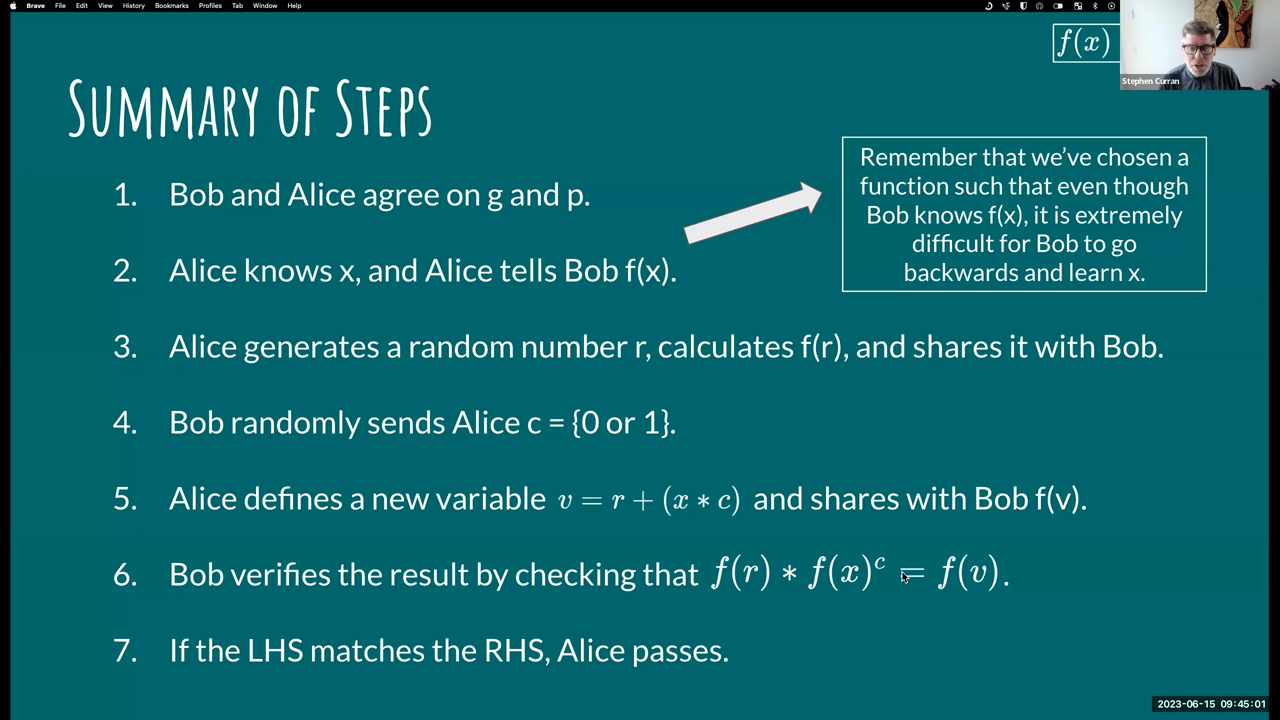 Brave File Edit View History Bookmarks Profiles Tab Window Help
f(x)
Stephen Curran
Summary of Steps
Remember that we've chosen a
function such that even though
Bob knows f(x), it is extremely
difficult for Bob to go
backwards and learn x.
1. Bob and Alice agree on g and p.
2. Alice knows x, and Alice tells Bob f(x).
3. Alice generates a random number r, calculates f(r), and shares it with Bob.
4. Bob randomly sends Alice c = {0 or 1}.
5. Alice defines a new variable v = r + (x * c) and shares with Bob f(v).
6. Bob verifies the result by checking that f(r) * f(x)^c = f(v).
7. If the LHS matches the RHS, Alice passes.
2023-06-15 09:45:01